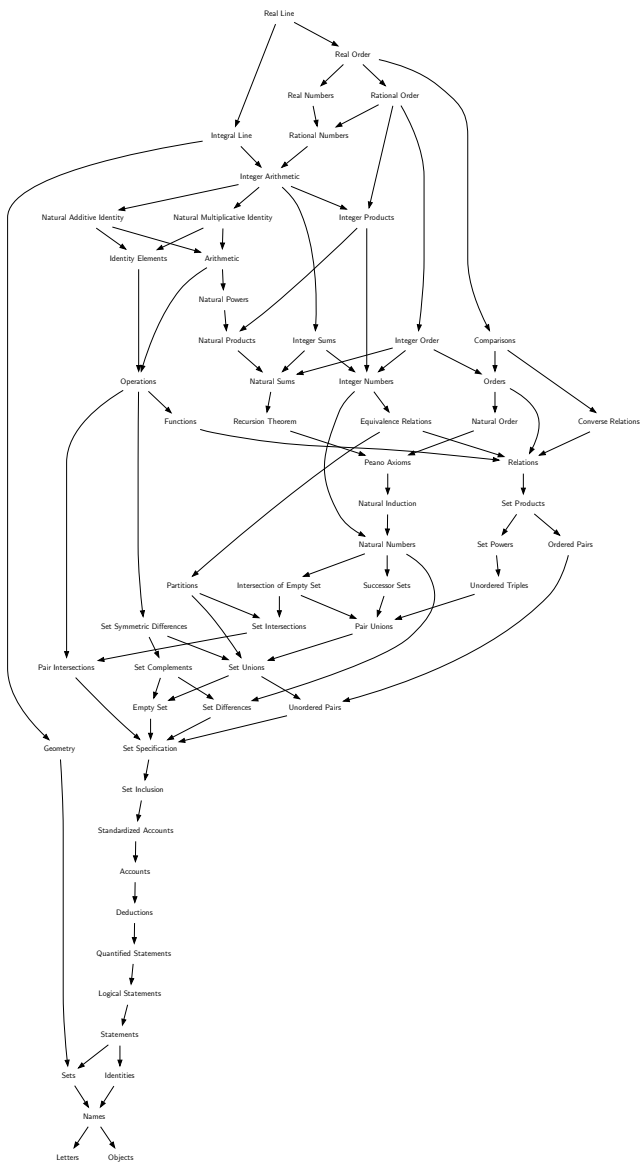 Real Line
Real Order
Real Numbers
Rational Order
Integral Line
Rational Numbers
Integer Arithmetic
Natural Additive Identity
Natural Multiplicative Identity
Integer Products
Identity Elements
Arithmetic
Natural Powers
Natural Products
Integer Sums
Integer Order
Comparisons
Operations
Natural Sums
Integer Numbers
Orders
Functions
Recursion Theorem
Equivalence Relations
Natural Order
Converse Relations
Peano Axioms
Relations
Natural Induction
Set Products
Natural Numbers
Set Powers
Ordered Pairs
Partitions
Intersection of Empty Set
Successor Sets
Unordered Triples
Set Symmetric Differences
Set Intersections
Pair Unions
Pair Intersections
Set Complements
Set Unions
Empty Set
Set Differences
Unordered Pairs
Geometry
Set Specification
Set Inclusion
Standardized Accounts
Accounts
Deductions
Quantified Statements
Logical Statements
Statements
Sets
Identities
Names
Letters
Objects